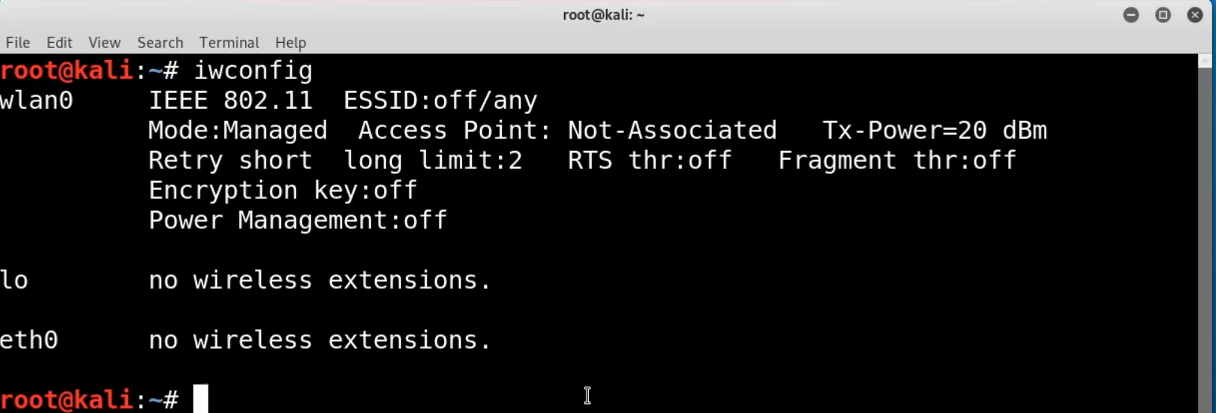 root@kali: ~
File Edit View Search Terminal Help
root@kali:~# iwconfig
wlan0     IEEE 802.11  ESSID:off/any
          Mode:Managed  Access Point: Not-Associated   Tx-Power=20 dBm
          Retry short  long limit:2   RTS thr:off   Fragment thr:off
          Encryption key:off
          Power Management:off
lo        no wireless extensions.
eth0      no wireless extensions.
root@kali:~#